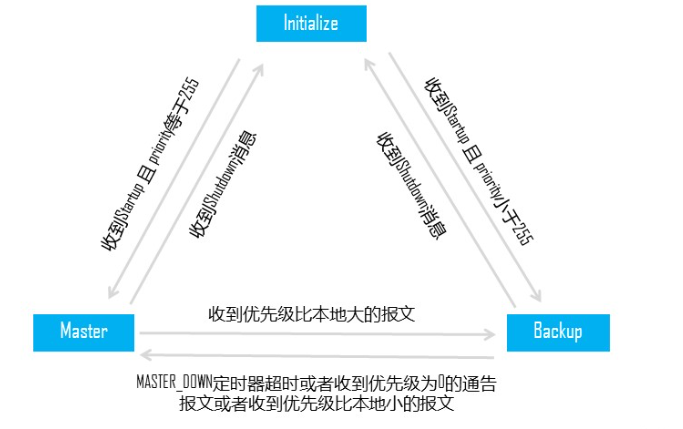 Initialize
收到Startup 且 priority等于255
收到Shutdown消息
收到Shutdown消息
收到Startup 且 priority小于255
Master
收到优先级比本地大的报文
Backup
MASTER_DOWN定时器超时或者收到优先级为0的通告
报文或者收到优先级比本地小的报文